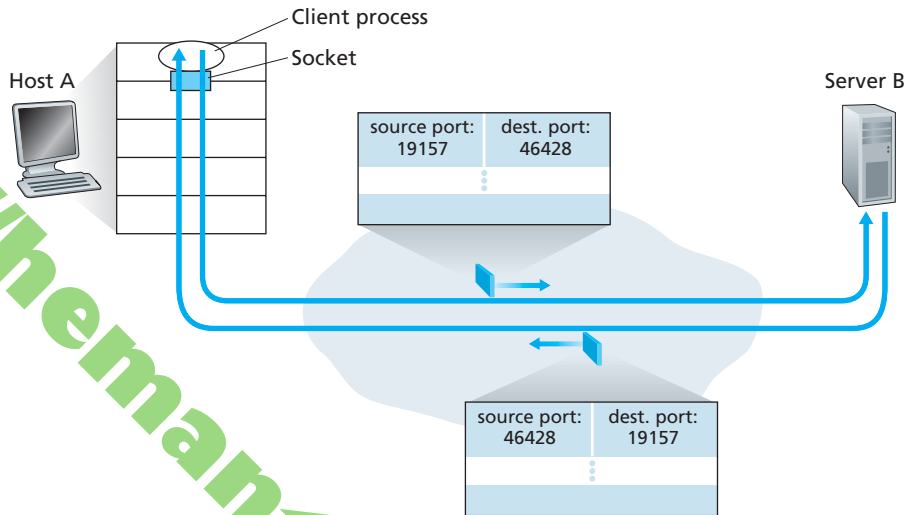 Client process
Socket
Host A
Server B
source port: dest. port:
19157 46428
source port: dest. port:
46428 19157